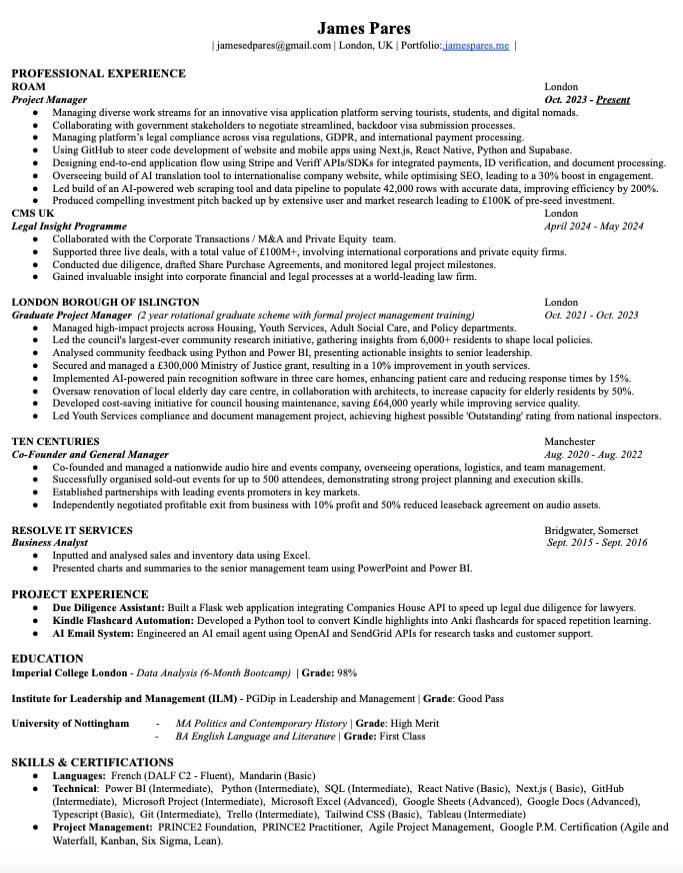 James Pares
| jamesedpares@gmail.com | London, UK | Portfolio: jamespares.me |
PROFESSIONAL EXPERIENCE
ROAM London
Project Manager Oct. 2023 - Present
● Managing diverse work streams for an innovative visa application platform serving tourists, students, and digital nomads.
● Collaborating with government stakeholders to negotiate streamlined, backdoor visa submission processes.
● Managing platform's legal compliance across visa regulations, GDPR, and international payment processing.
● Using GitHub to steer code development of website and mobile apps using Next.js, React Native, Python and Supabase.
● Designing end-to-end application flow using Stripe and Veriff APIs/SDKs for integrated payments, ID verification, and document processing.
● Overseeing build of AI translation tool to internationalise company website, while optimising SEO, leading to a 30% boost in engagement.
● Led build of an AI-powered web scraping tool and data pipeline to populate 42,000 rows with accurate data, improving efficiency by 200%.
● Produced compelling investment pitch backed up by extensive user and market research leading to £100K of pre-seed investment.
CMS UK London
Legal Insight Programme April 2024 - May 2024
● Collaborated with the Corporate Transactions / M&A and Private Equity team.
● Supported three live deals, with a total value of £100M+, involving international corporations and private equity firms.
● Conducted due diligence, drafted Share Purchase Agreements, and monitored legal project milestones.
● Gained invaluable insight into corporate financial and legal processes at a world-leading law firm.
LONDON BOROUGH OF ISLINGTON London
Graduate Project Manager (2 year rotational graduate scheme with formal project management training) Oct. 2021 - Oct. 2023
● Managed high-impact projects across Housing, Youth Services, Adult Social Care, and Policy departments.
● Led the council's largest-ever community research initiative, gathering insights from 6,000+ residents to shape local policies.
● Analysed community feedback using Python and Power BI, presenting actionable insights to senior leadership.
● Secured and managed a £300,000 Ministry of Justice grant, resulting in a 10% improvement in youth services.
● Implemented AI-powered pain recognition software in three care homes, enhancing patient care and reducing response times by 15%.
● Oversaw renovation of local elderly day care centre, in collaboration with architects, to increase capacity for elderly residents by 50%.
● Developed cost-saving initiative for council housing maintenance, saving £64,000 yearly while improving service quality.
● Led Youth Services compliance and document management project, achieving highest possible 'Outstanding' rating from national inspectors.
TEN CENTURIES Manchester
Co-Founder and General Manager Aug. 2020 - Aug. 2022
● Co-founded and managed a nationwide audio hire and events company, overseeing operations, logistics, and team management.
● Successfully organised sold-out events for up to 500 attendees, demonstrating strong project planning and execution skills.
● Established partnerships with leading events promoters in key markets.
● Independently negotiated profitable exit from business with 10% profit and 50% reduced leaseback agreement on audio assets.
RESOLVE IT SERVICES Bridgwater, Somerset
Business Analyst Sept. 2015 - Sept. 2016
● Inputted and analysed sales and inventory data using Excel.
● Presented charts and summaries to the senior management team using PowerPoint and Power BI.
PROJECT EXPERIENCE
● Due Diligence Assistant: Built a Flask web application integrating Companies House API to speed up legal due diligence for lawyers.
● Kindle Flashcard Automation: Developed a Python tool to convert Kindle highlights into Anki flashcards for spaced repetition learning.
● AI Email System: Engineered an AI email agent using OpenAI and SendGrid APIs for research tasks and customer support.
EDUCATION
Imperial College London - Data Analysis (6-Month Bootcamp) | Grade: 98%
Institute for Leadership and Management (ILM) - PGDip in Leadership and Management | Grade: Good Pass
University of Nottingham - MA Politics and Contemporary History | Grade: High Merit
- BA English Language and Literature | Grade: First Class
SKILLS & CERTIFICATIONS
● Languages: French (DALF C2 - Fluent), Mandarin (Basic)
● Technical: Power BI (Intermediate), Python (Intermediate), SQL (Intermediate), React Native (Basic), Next.js ( Basic), GitHub
(Intermediate), Microsoft Project (Intermediate), Microsoft Excel (Advanced), Google Sheets (Advanced), Google Docs (Advanced),
Typescript (Basic), Git (Intermediate), Trello (Intermediate), Tailwind CSS (Basic), Tableau (Intermediate)
● Project Management: PRINCE2 Foundation, PRINCE2 Practitioner, Agile Project Management, Google P.M. Certification (Agile and
Waterfall, Kanban, Six Sigma, Lean).